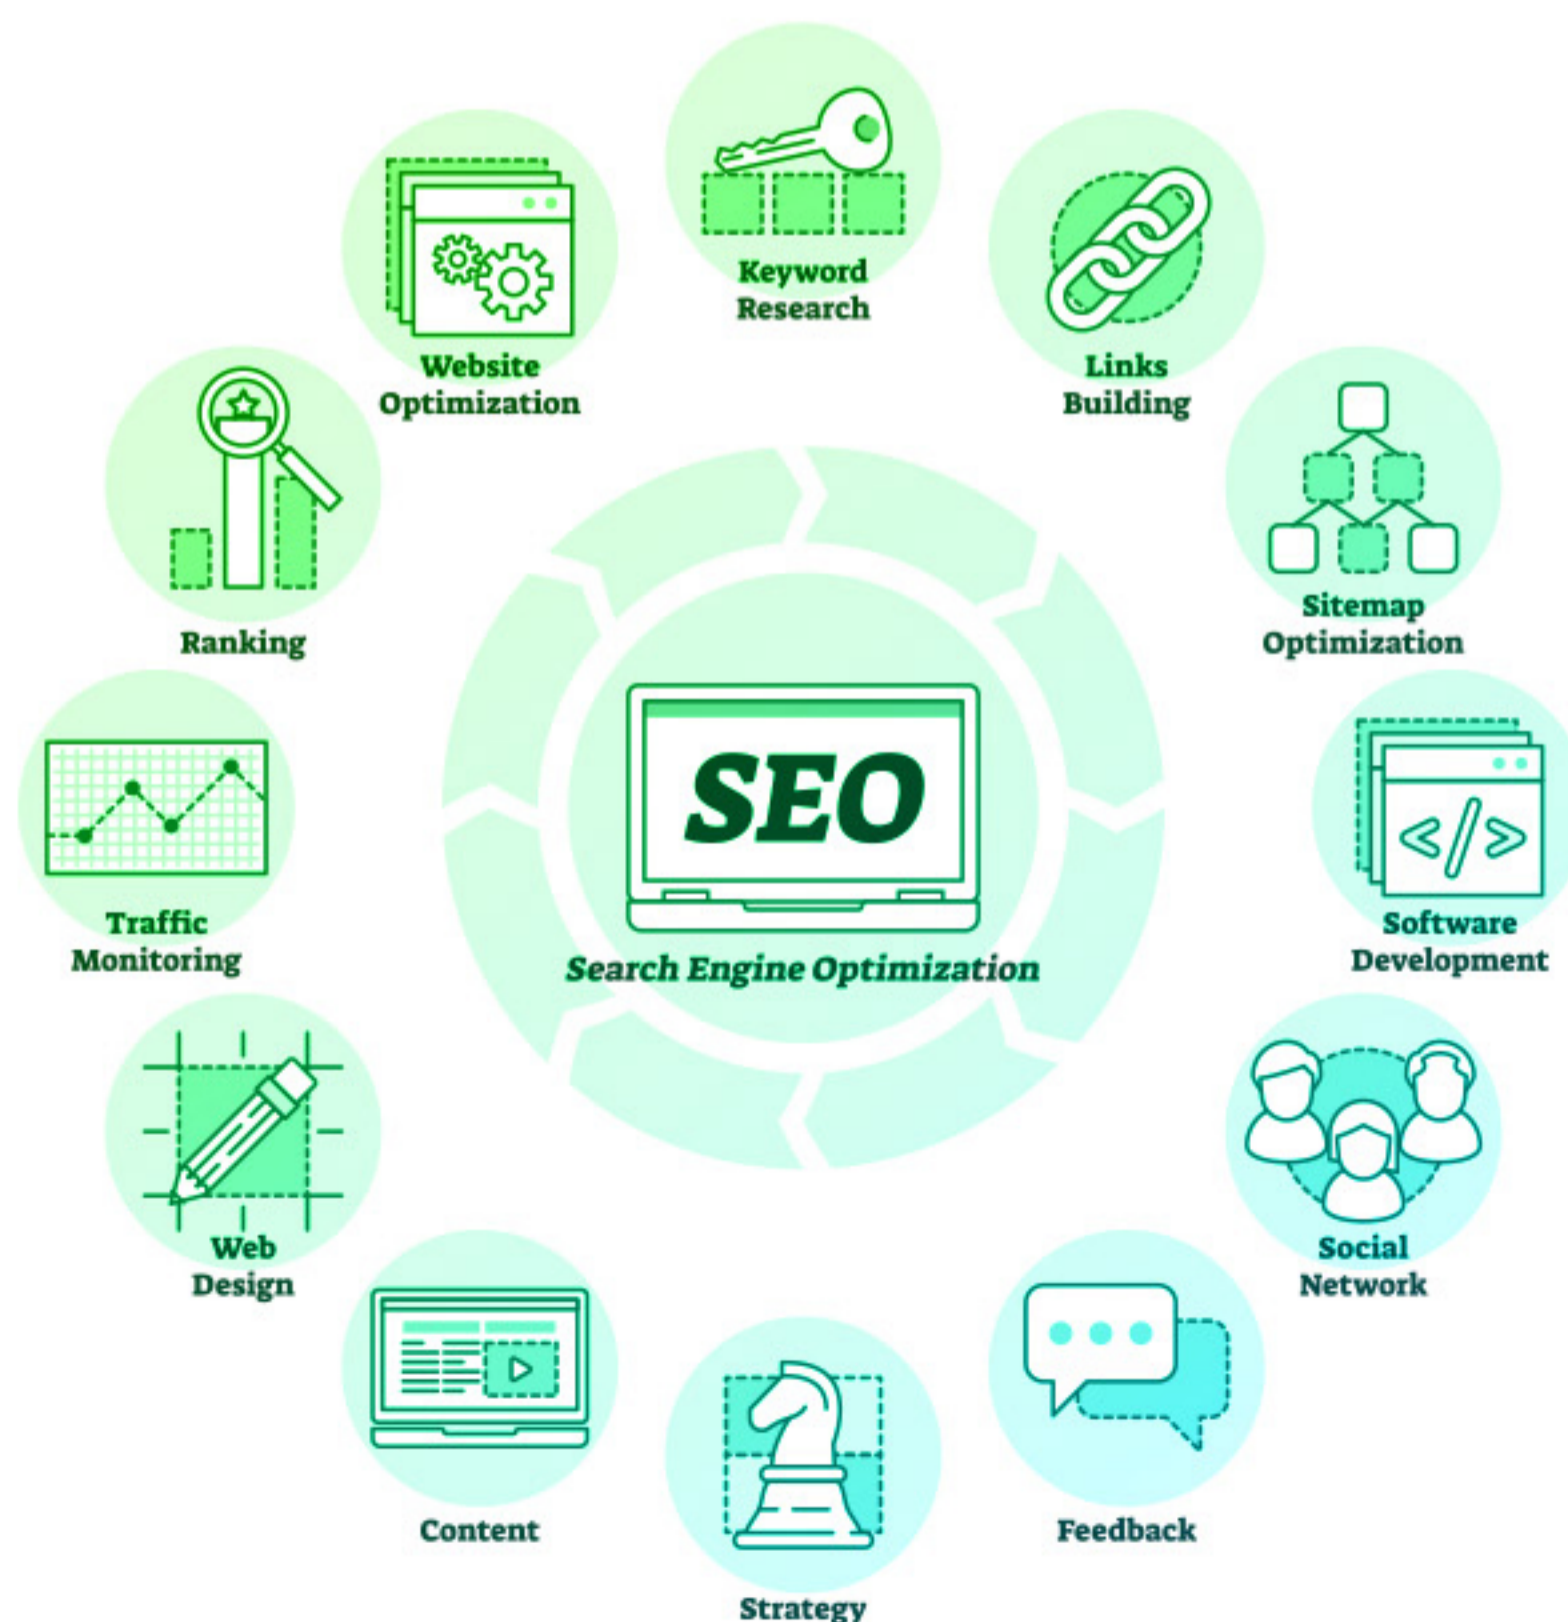 Keyword
Research
Links
Building
Sitemap
Optimization
Software
Development
Social
Network
Feedback
Strategy
Content
Web
Design
Traffic
Monitoring
Ranking
Website
Optimization
SEO
Search Engine Optimization